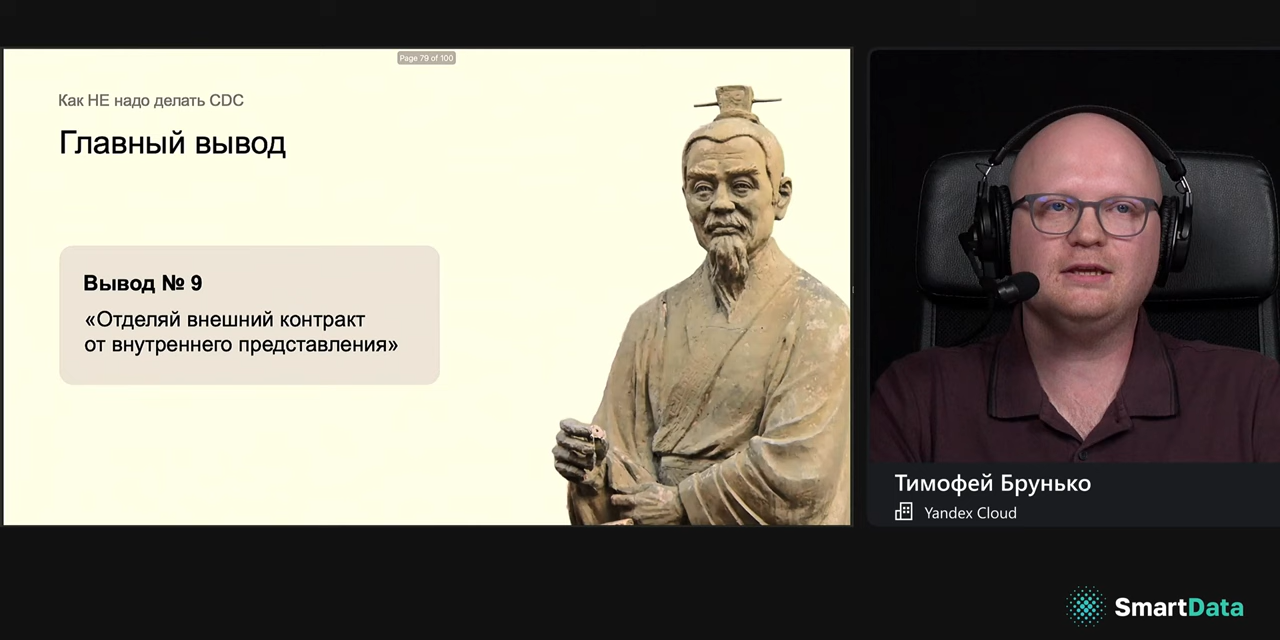 Page 79 of 100
Как НЕ надо делать CDC
Главный вывод
Вывод № 9
«Отделяй внешний контракт
от внутреннего представления»
Тимофей Брунько
Yandex Cloud
SmartData